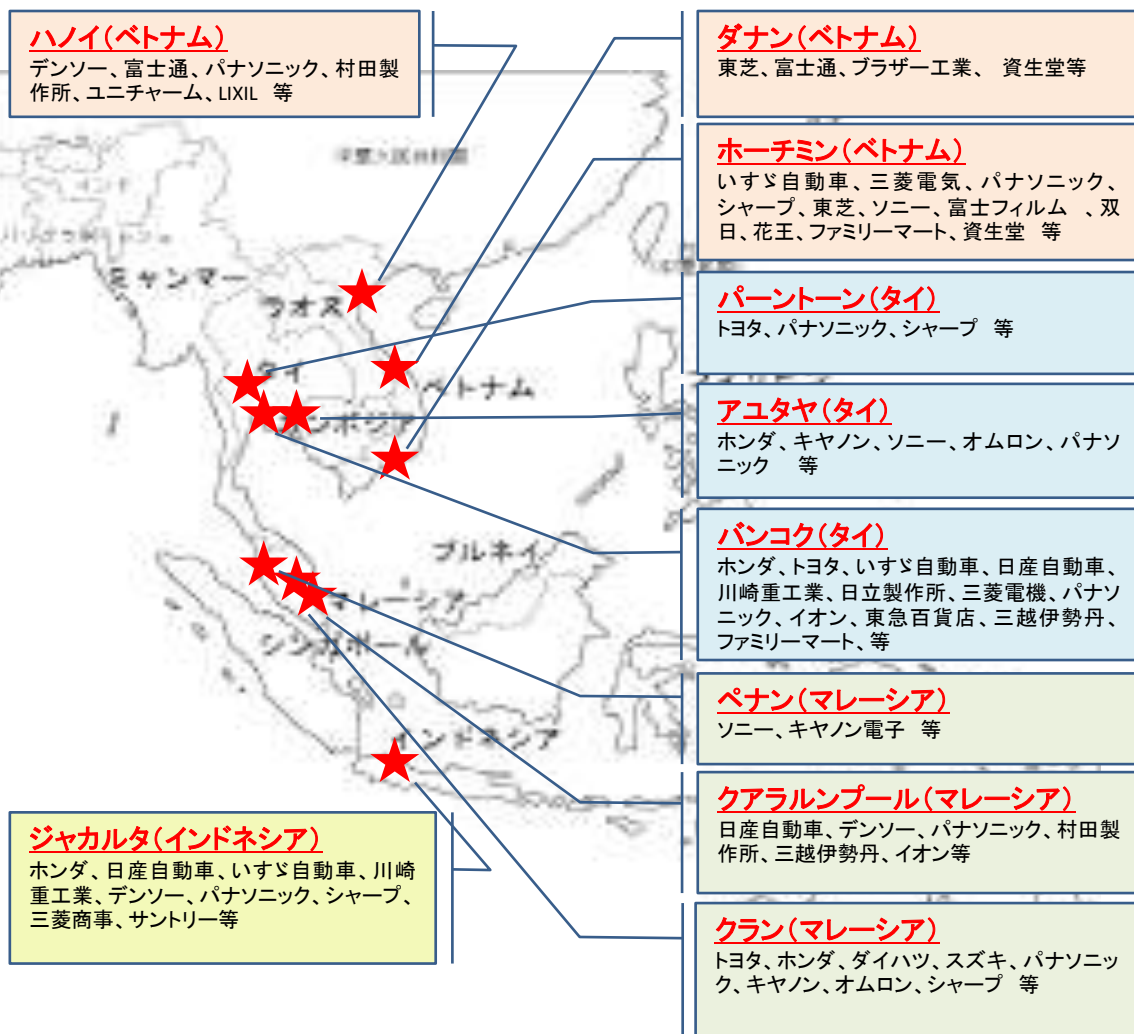 ハノイ(ベトナム)
デンソー、富士通、パナソニック、村田製
作所、ユニチャーム、LIXIL 等
ダナン(ベトナム)
東芝、富士通、ブラザー工業、 資生堂等
ホーチミン(ベトナム)
いすゞ自動車、三菱電気、パナソニック、
シャープ、東芝、ソニー、富士フィルム 、双
日、花王、ファミリーマート、資生堂 等
パーントーン(タイ)
トヨタ、パナソニック、シャープ 等
アユタヤ(タイ)
ホンダ、キヤノン、ソニー、オムロン、パナソ
ニック 等
バンコク(タイ)
ホンダ、トヨタ、いすゞ自動車、日産自動車、
川崎重工業、日立製作所、三菱電機、パナソ
ニック、イオン、東急百貨店、三越伊勢丹、
ファミリーマート、等
ペナン(マレーシア)
ソニー、キヤノン電子 等
クアラルンプール(マレーシア)
日産自動車、デンソー、パナソニック、村田製
作所、三越伊勢丹、イオン等
クラン(マレーシア)
トヨタ、ホンダ、ダイハツ、スズキ、パナソニッ
ク、キヤノン、オムロン、シャープ 等
ジャカルタ(インドネシア)
ホンダ、日産自動車、いすゞ自動車、川崎
重工業、デンソー、パナソニック、シャープ、
三菱商事、サントリー等
ミャンマー
ラオス
タイ
ベトナム
カンボジア
ブルネイ
マレーシア
シンガポール
インドネシア